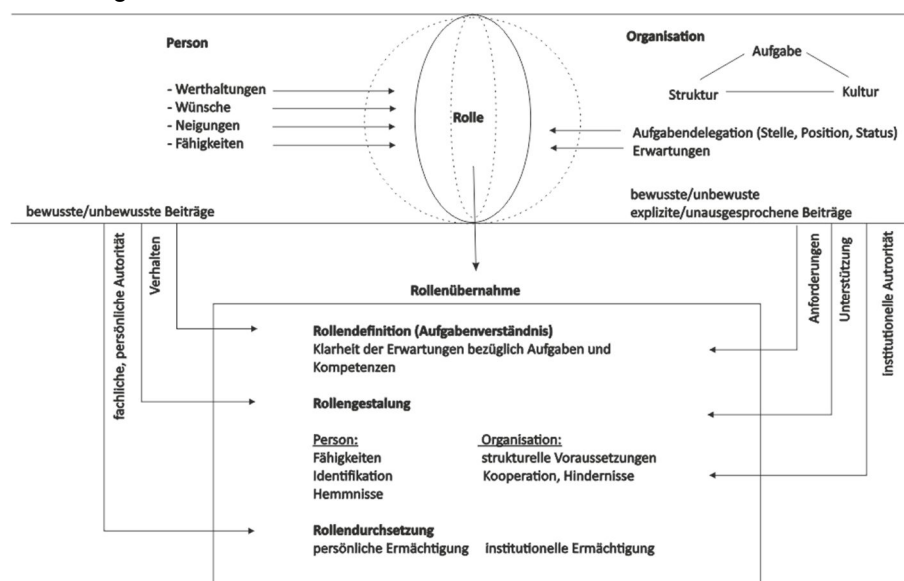 Person
- Werthaltungen
- Wünsche
- Neigungen
- Fähigkeiten
Rolle
Organisation
Aufgabe
Struktur
Kultur
Aufgabendelegation (Stelle, Position, Status)
Erwartungen
bewusste/unbewusste Beiträge
bewusste/unbewuste
explizite/unausgesprochene Beiträge
fachliche, persönliche Autorität
Verhalten
Anforderungen
Unterstützung
institutionelle Autrorität
Rollenübernahme
Rollendefinition (Aufgabenverständnis)
Klarheit der Erwartungen bezüglich Aufgaben und
Kompetenzen
Rollengestalung
Person:
Fähigkeiten
Identifikation
Hemmnisse
Organisation:
strukturelle Voraussetzungen
Kooperation, Hindernisse
Rollendurchsetzung
persönliche Ermächtigung institutionelle Ermächtigung